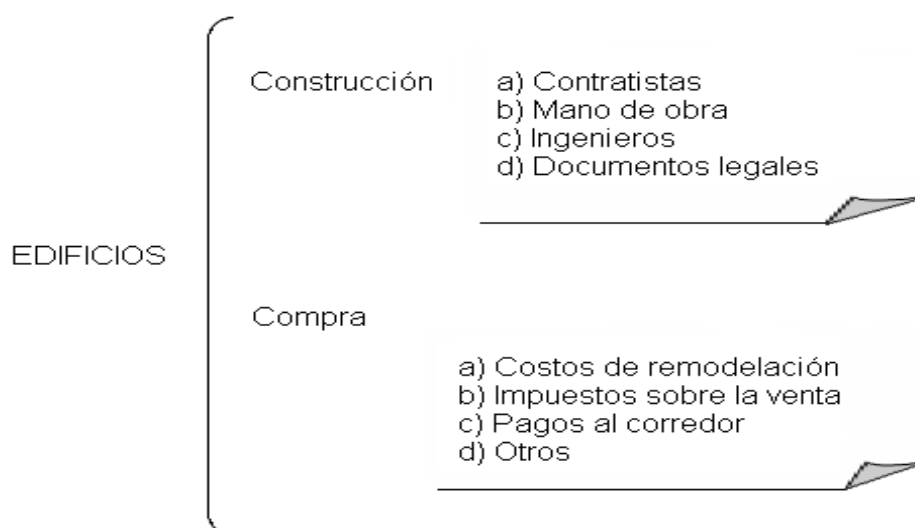 EDIFICIOS
Construcción
a) Contratistas
b) Mano de obra
c) Ingenieros
d) Documentos legales
Compra
a) Costos de remodelación
b) Impuestos sobre la venta
c) Pagos al corredor
d) Otros